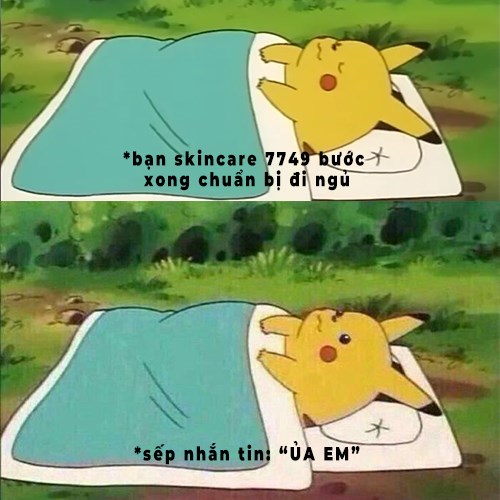 *bạn skincare 7749 bước
xong chuẩn bị đi ngủ
*sếp nhắn tin: “ỦA EM”